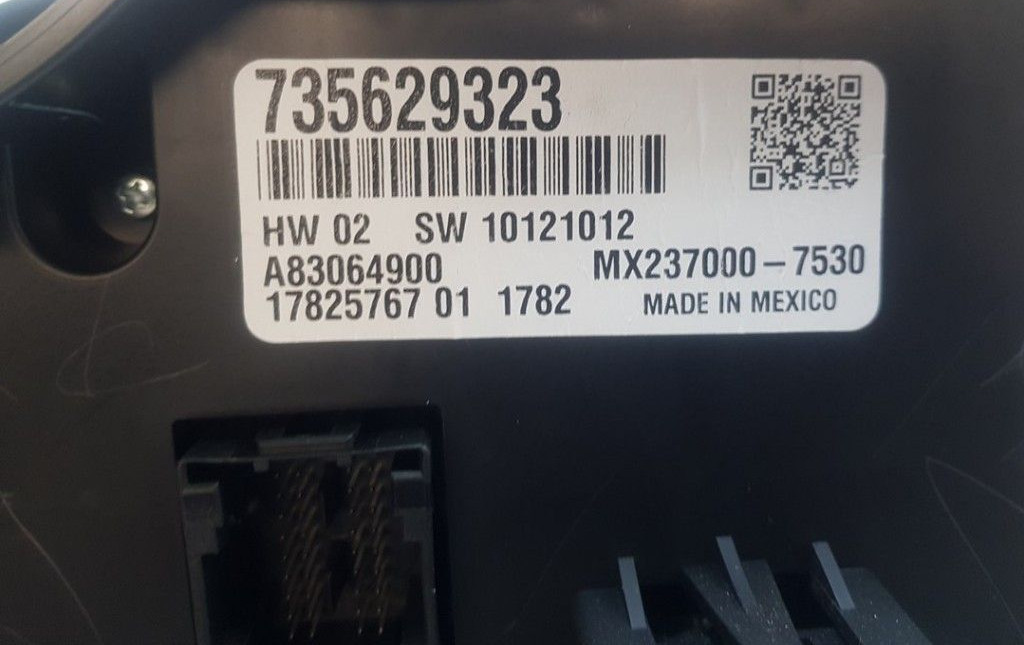 735629323
HW 02 SW 10121012
A83064900 MX237000-7530
17825767 01 1782 MADE IN MEXICO